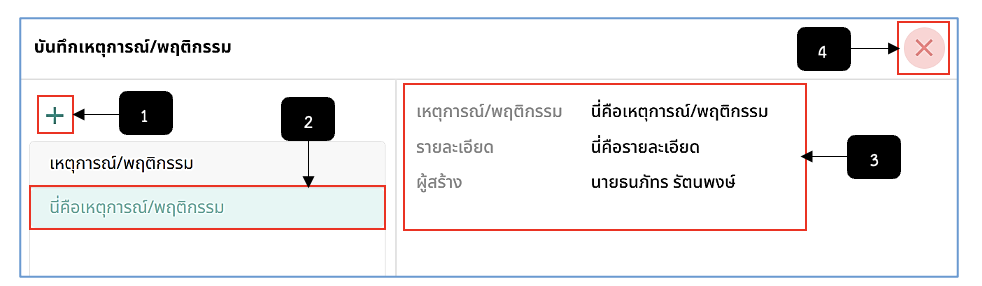 บันทึกเหตุการณ์/พฤติกรรม
4
1
2
เหตุการณ์/พฤติกรรม
นี่คือเหตุการณ์/พฤติกรรม
เหตุการณ์/พฤติกรรม นี่คือเหตุการณ์/พฤติกรรม
รายละเอียด นี่คือรายละเอียด
ผู้สร้าง นายธนภัทร รัตนพงษ์
3